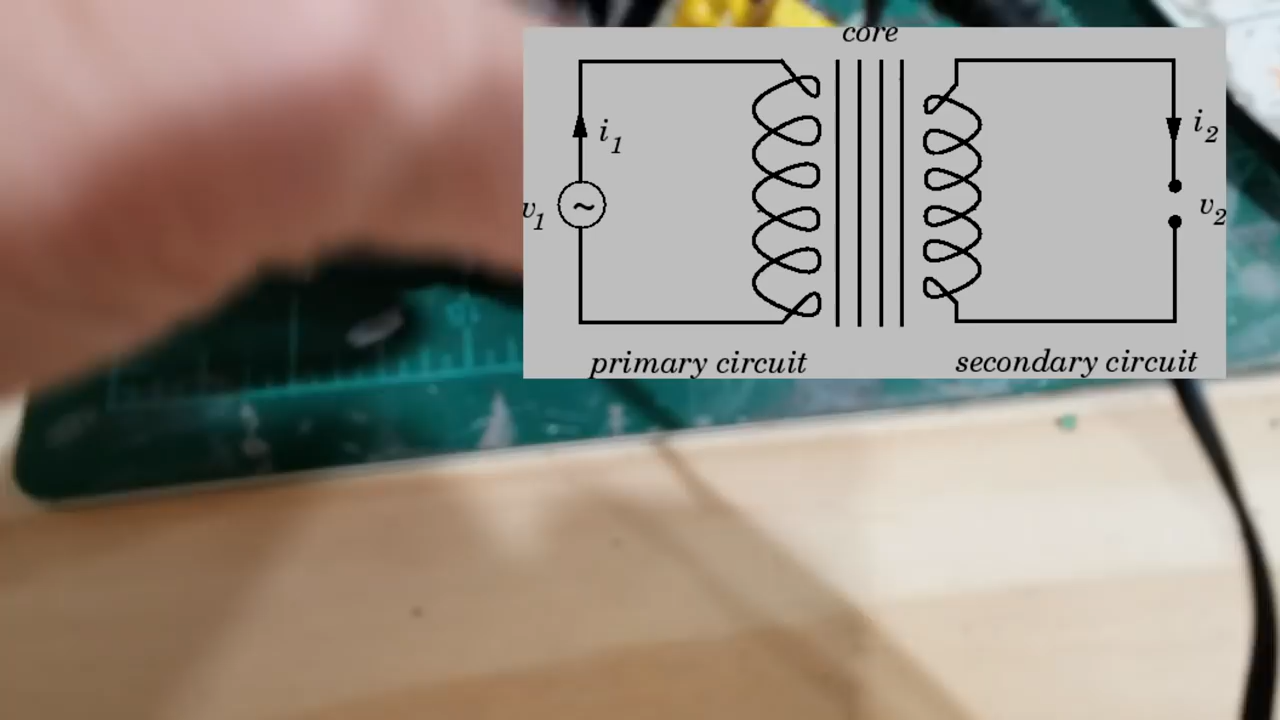 core
i1
i2
v1
v2
primary circuit
secondary circuit